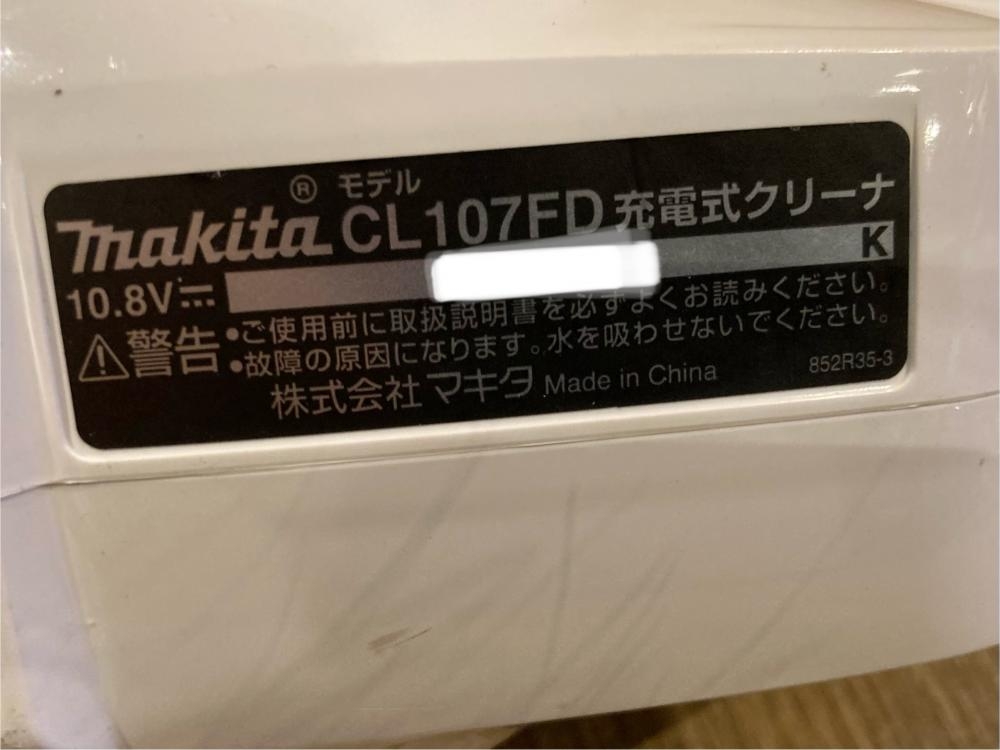 makita ® モデル CL107FD 充電式クリーナ
10.8V⎓ K
⚠警告 •ご使用前に取扱説明書を必ずよくお読みください。
•故障の原因になります。水を吸わせないでください。
株式会社マキタ Made in China 852R35-3